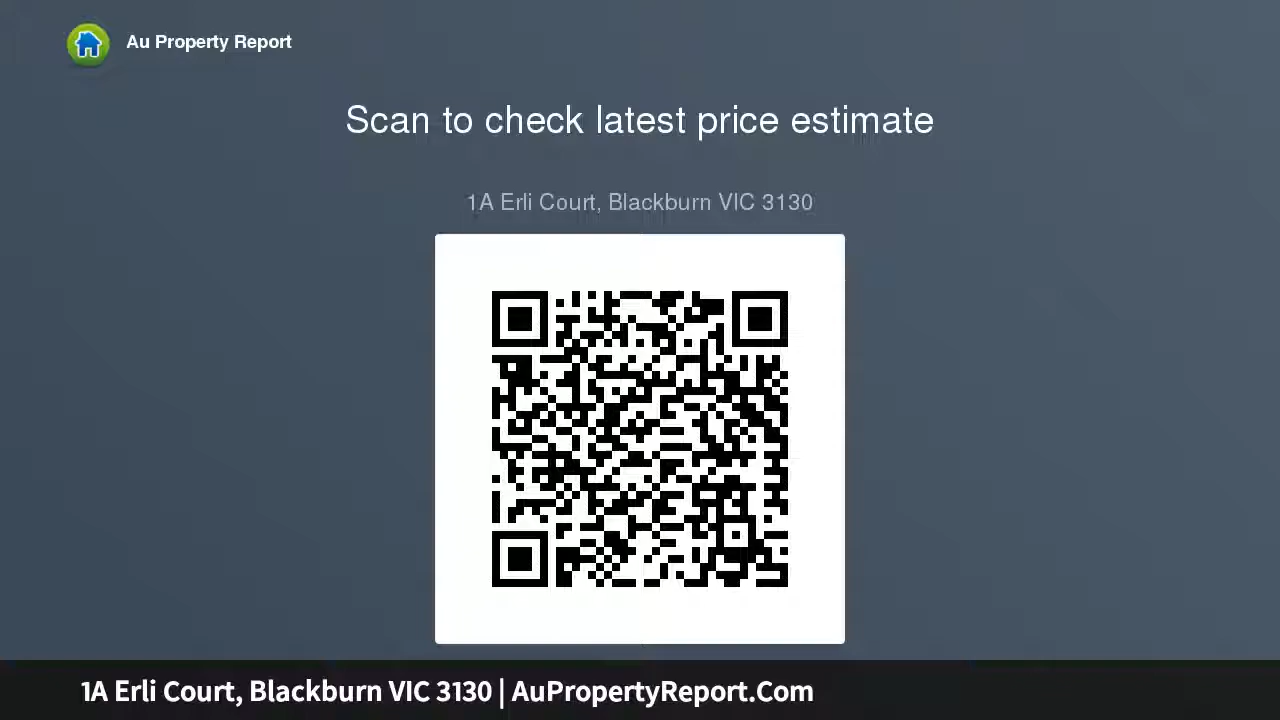 Au Property Report
Scan to check latest price estimate
1A Erli Court, Blackburn VIC 3130
1A Erli Court, Blackburn VIC 3130 | AuPropertyReport.Com